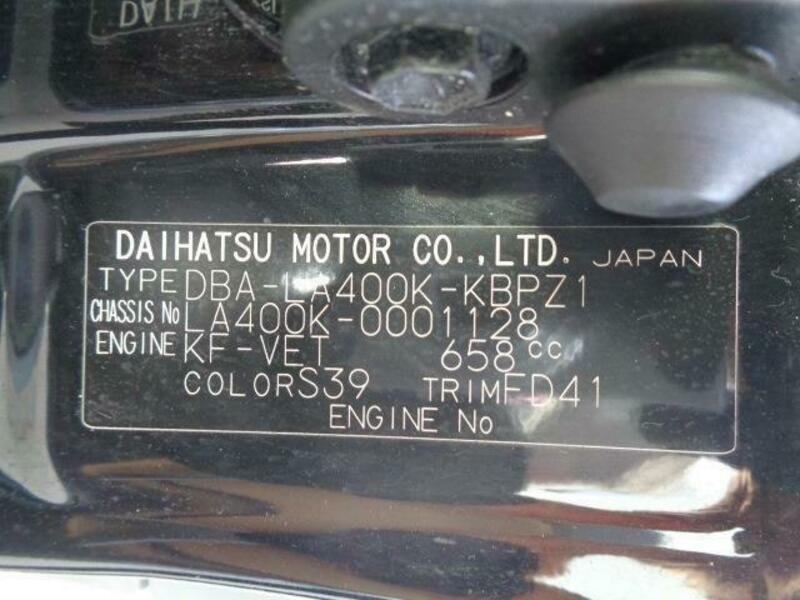 DAIHATSU MOTOR CO.,LTD. JAPAN
TYPE DBA-LA400K-KBPZ1
CHASSIS No LA400K-0001128
ENGINE KF-VET 658cc
COLOR S39 TRIM FD41
ENGINE No